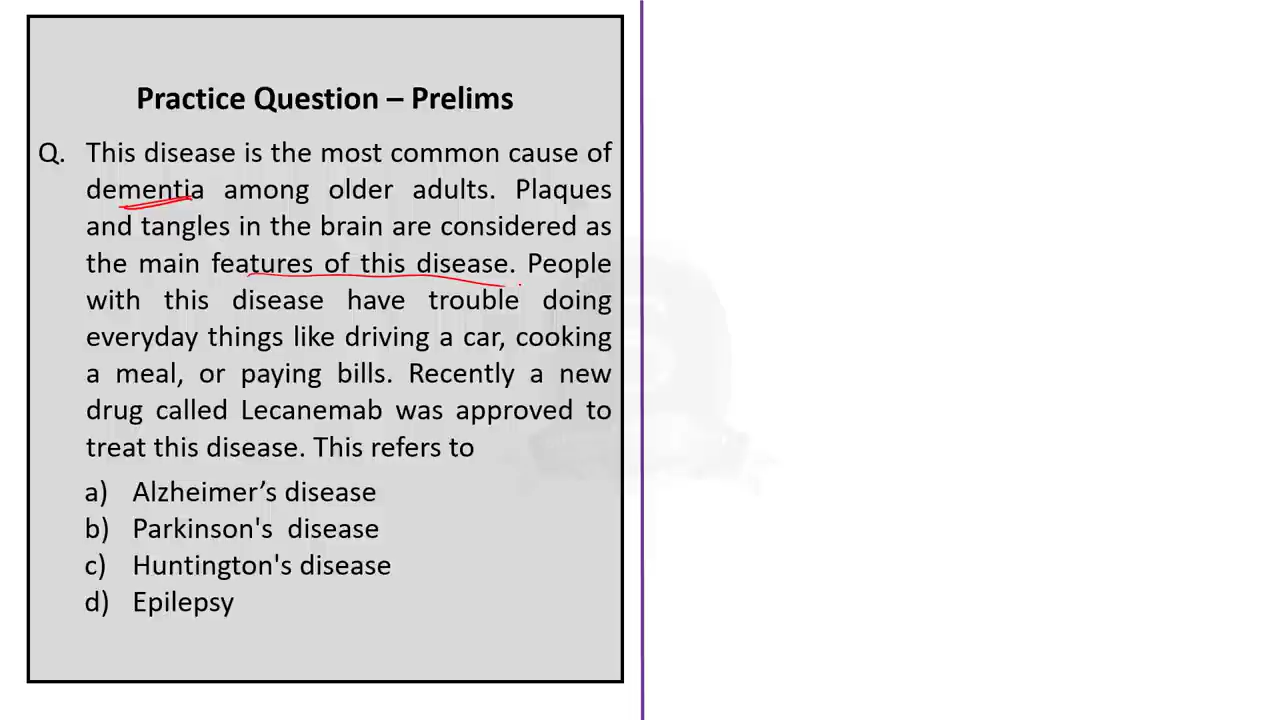 Practice Question – Prelims
Q. This disease is the most common cause of
dementia among older adults. Plaques
and tangles in the brain are considered as
the main features of this disease. People
with this disease have trouble doing
everyday things like driving a car, cooking
a meal, or paying bills. Recently a new
drug called Lecanemab was approved to
treat this disease. This refers to
a) Alzheimer’s disease
b) Parkinson's  disease
c) Huntington's disease
d) Epilepsy